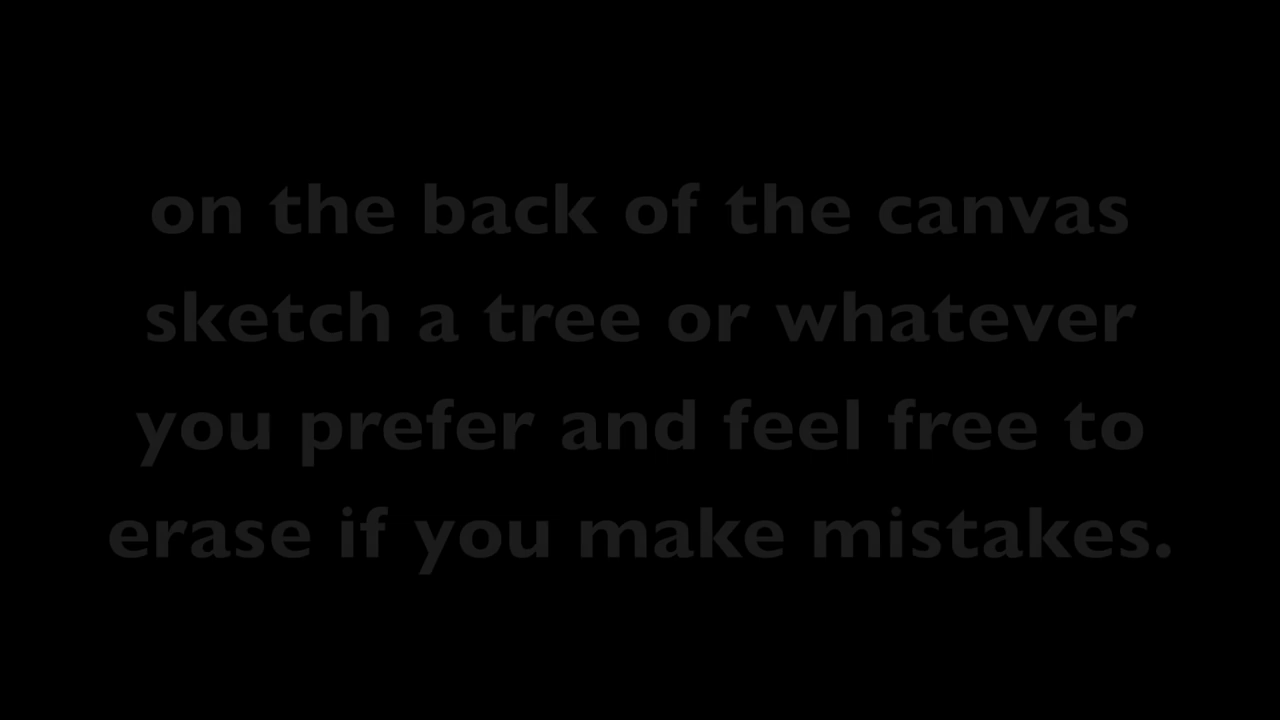 on the back of the canvas
sketch a tree or whatever
you prefer and feel free to
erase if you make mistakes.